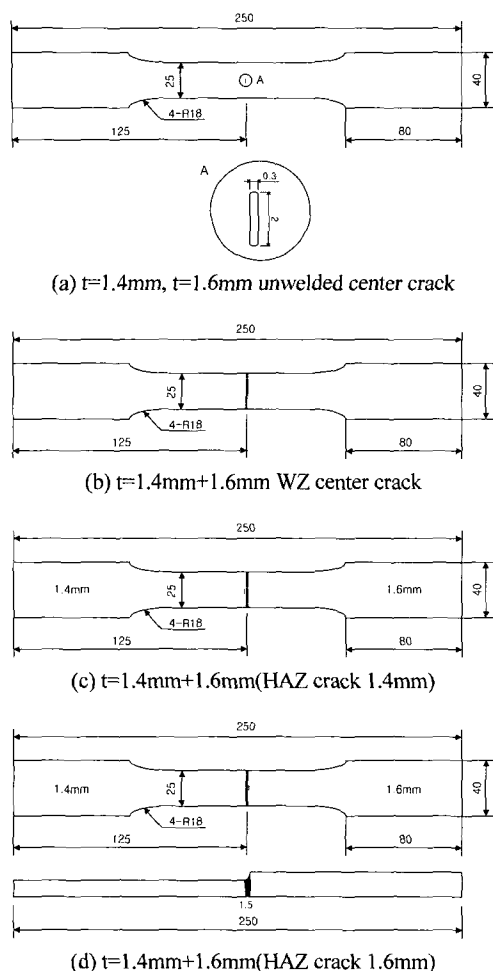 250
25
A
40
4-R18
125
80
A
0.3
2
(a) t=1.4mm, t=1.6mm unwelded center crack
250
25
40
4-R18
125
80
(b) t=1.4mm+1.6mm WZ center crack
250
1.4mm
25
1.6mm
40
4-R18
125
80
(c) t=1.4mm+1.6mm(HAZ crack 1.4mm)
250
1.4mm
25
1.6mm
40
4-R18
125
80
1.5
250
(d) t=1.4mm+1.6mm(HAZ crack 1.6mm)